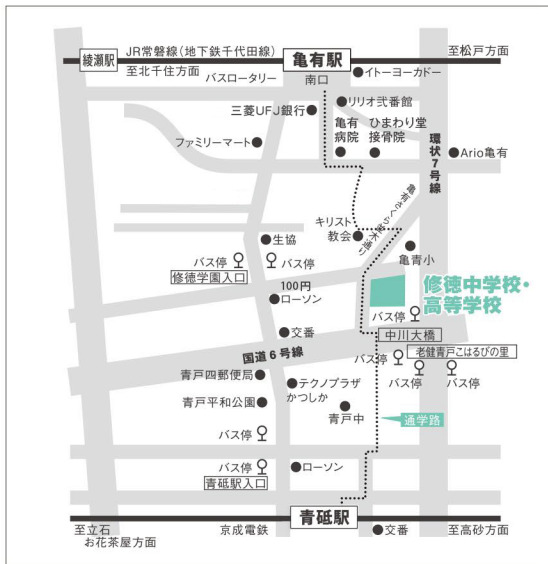 綾瀬駅
JR常磐線(地下鉄千代田線)
亀有駅
至松戸方面
至北千住方面
バスロータリー
南口
イトーヨーカドー
三菱UFJ銀行
リリオ弐番館
ファミリーマート
亀有
病院
ひまわり堂
接骨院
環状7号線
Ario亀有
亀有さくら並木通り
キリスト
教会
亀青小
生協
バス停
バス停
修徳学園入口
100円
ローソン
修徳中学校・
高等学校
バス停
中川大橋
交番
国道6号線
老健青戸こはるびの里
バス停
バス停
バス停
青戸四郵便局
テクノプラザ
かつしか
青戸平和公園
青戸中
通学路
バス停
バス停
ローソン
青砥駅入口
青砥駅
至立石
お花茶屋方面
京成電鉄
交番
至高砂方面